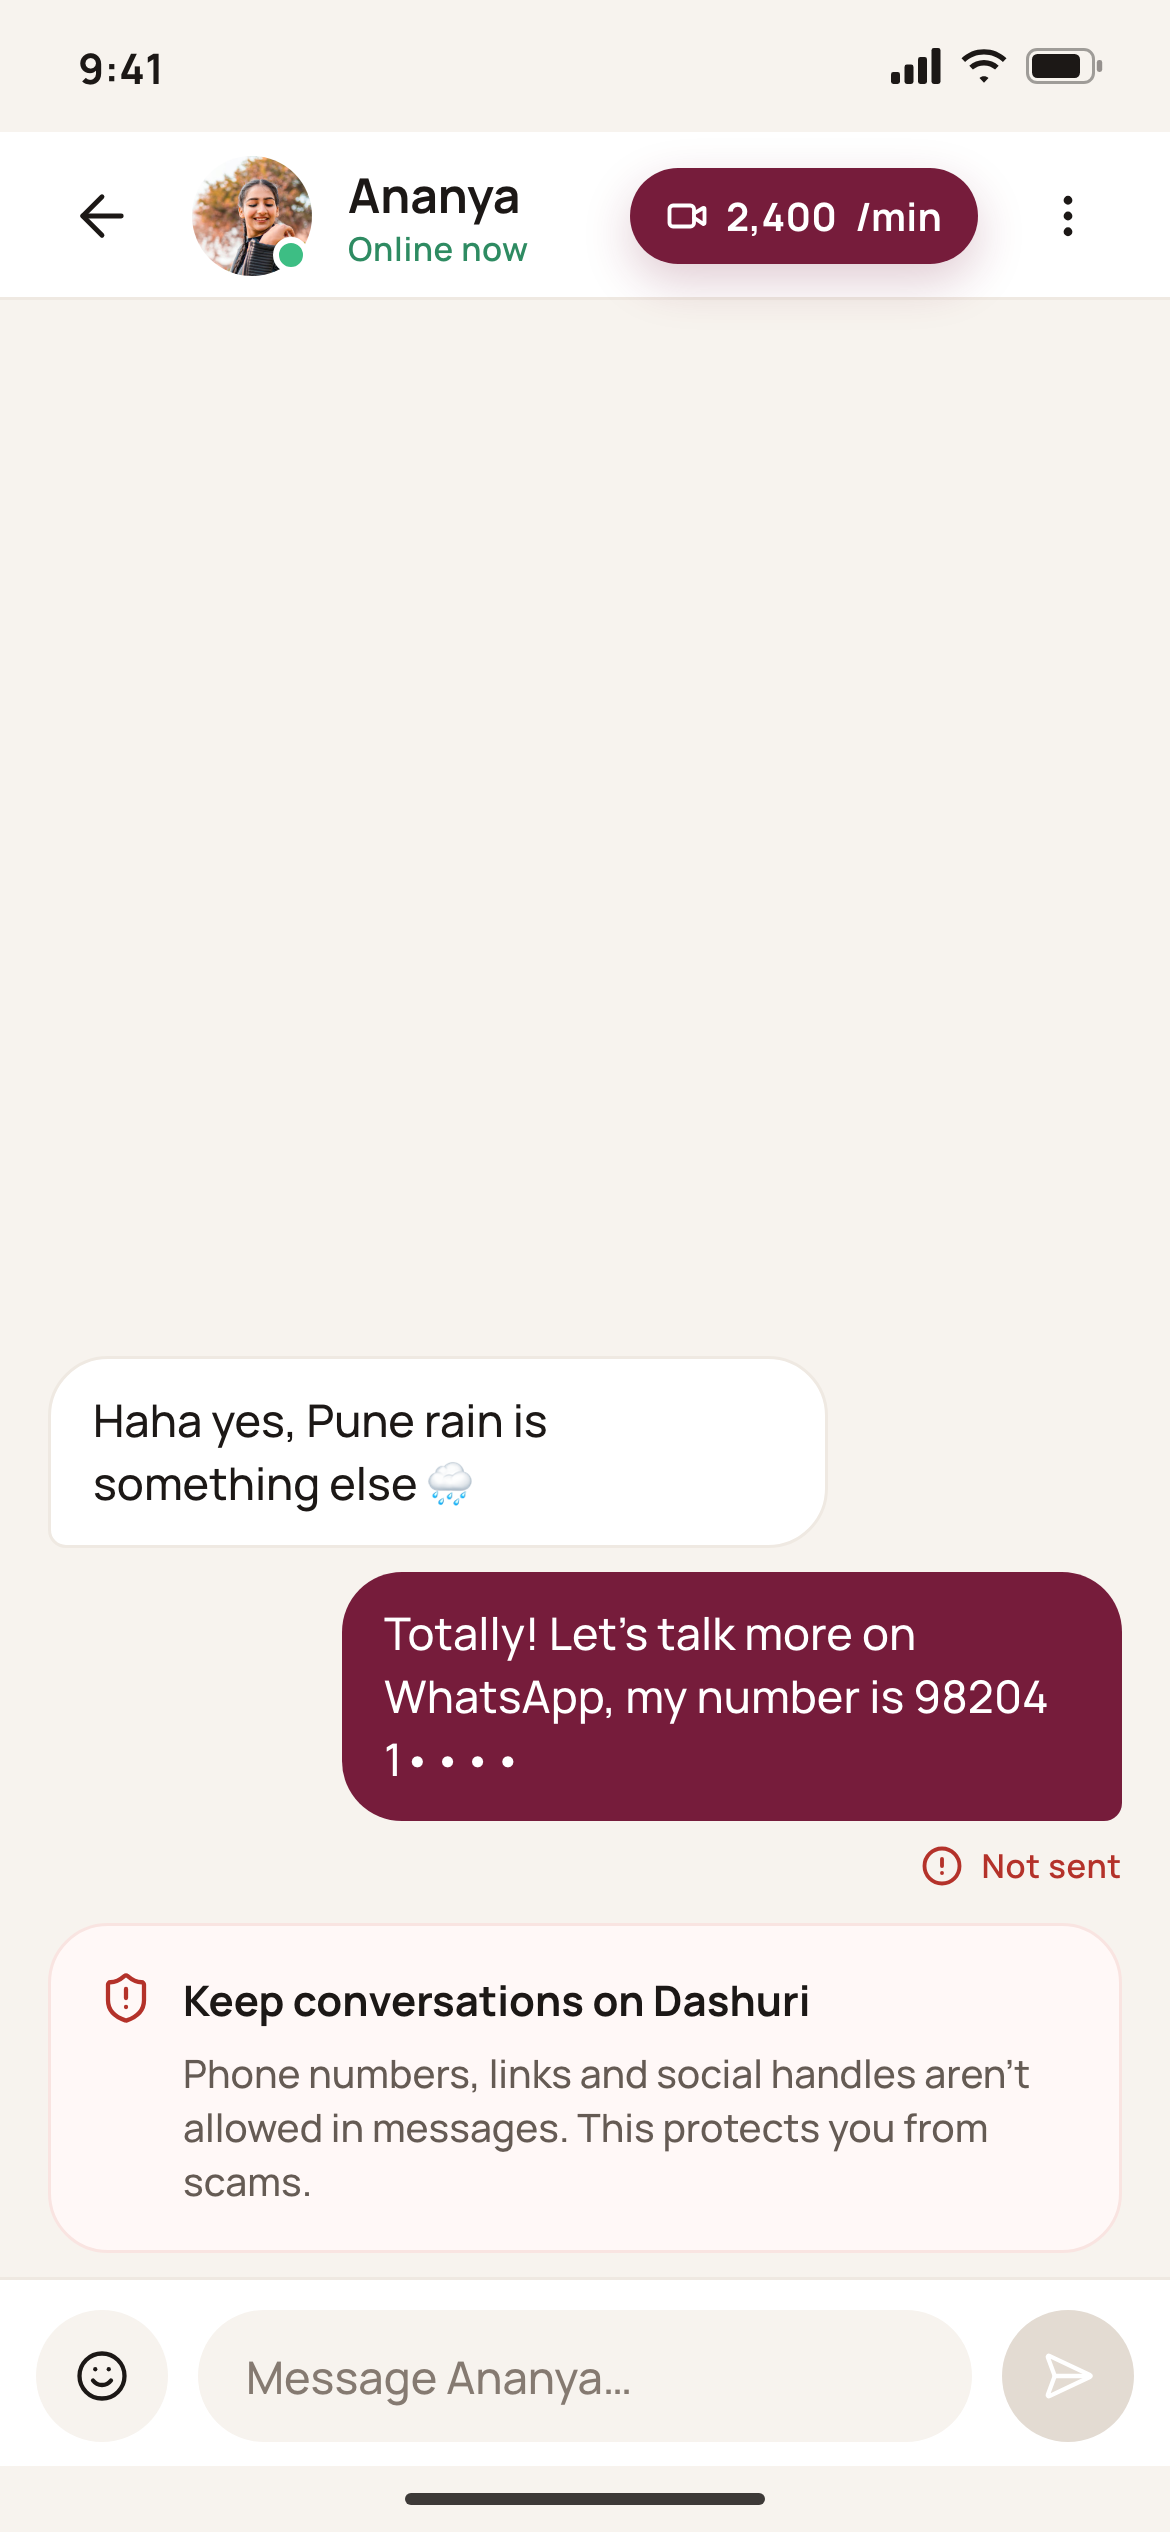 9:41
Ananya
Online now
2,400 /min
Haha yes, Pune rain is
something else 🌧️
Totally! Let’s talk more on
WhatsApp, my number is 98204
1••••
Not sent
Keep conversations on Dashuri
Phone numbers, links and social handles aren’t
allowed in messages. This protects you from
scams.
Message Ananya…